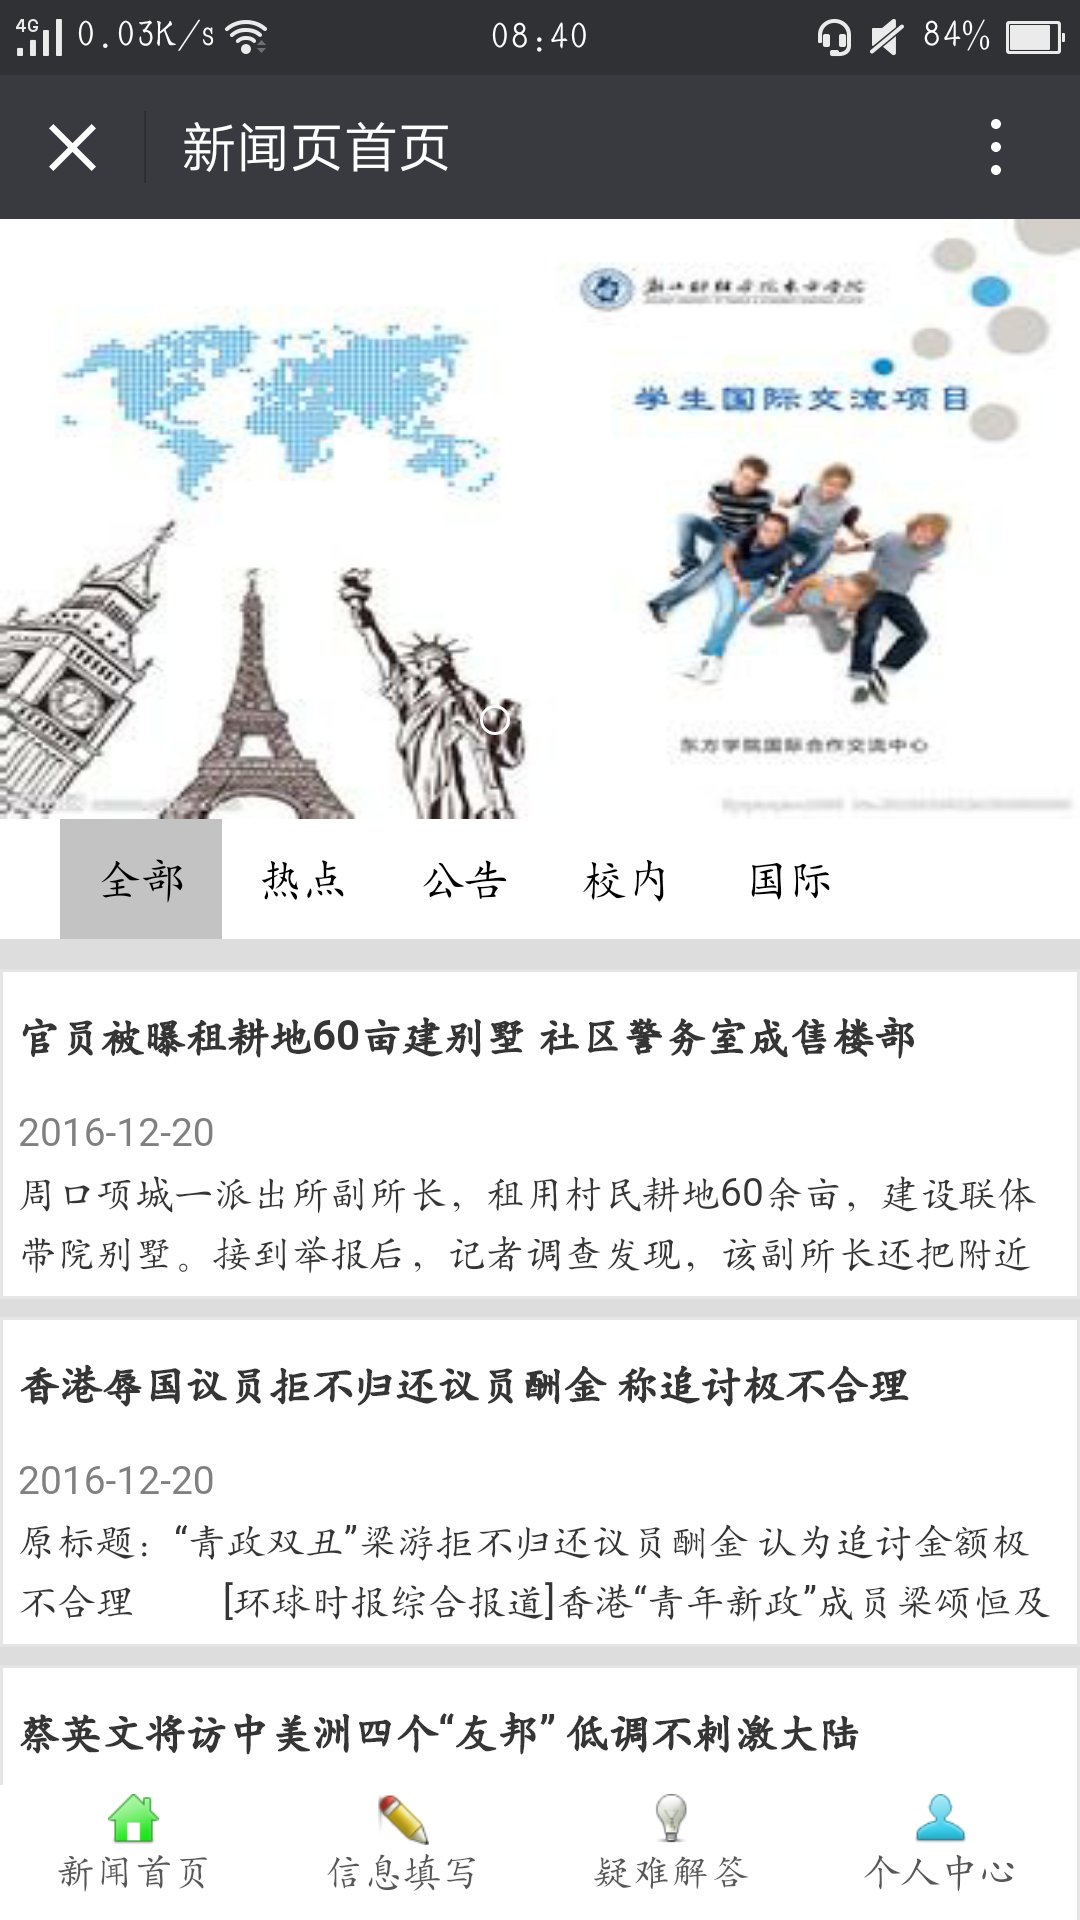 4G 0.03K/s 08:40 84%
新闻页首页
学生国际交流项目
东方学院国际合作交流中心
全部 热点 公告 校内 国际
官员被曝租耕地60亩建别墅 社区警务室成售楼部
2016-12-20
周口项城一派出所副所长，租用村民耕地60余亩，建设联体
带院别墅。接到举报后，记者调查发现，该副所长还把附近
香港辱国议员拒不归还议员酬金 称追讨极不合理
2016-12-20
原标题：“青政双丑”梁游拒不归还议员酬金 认为追讨金额极
不合理　　[环球时报综合报道]香港“青年新政”成员梁颂恒及
蔡英文将访中美洲四个“友邦” 低调不刺激大陆
新闻首页 信息填写 疑难解答 个人中心